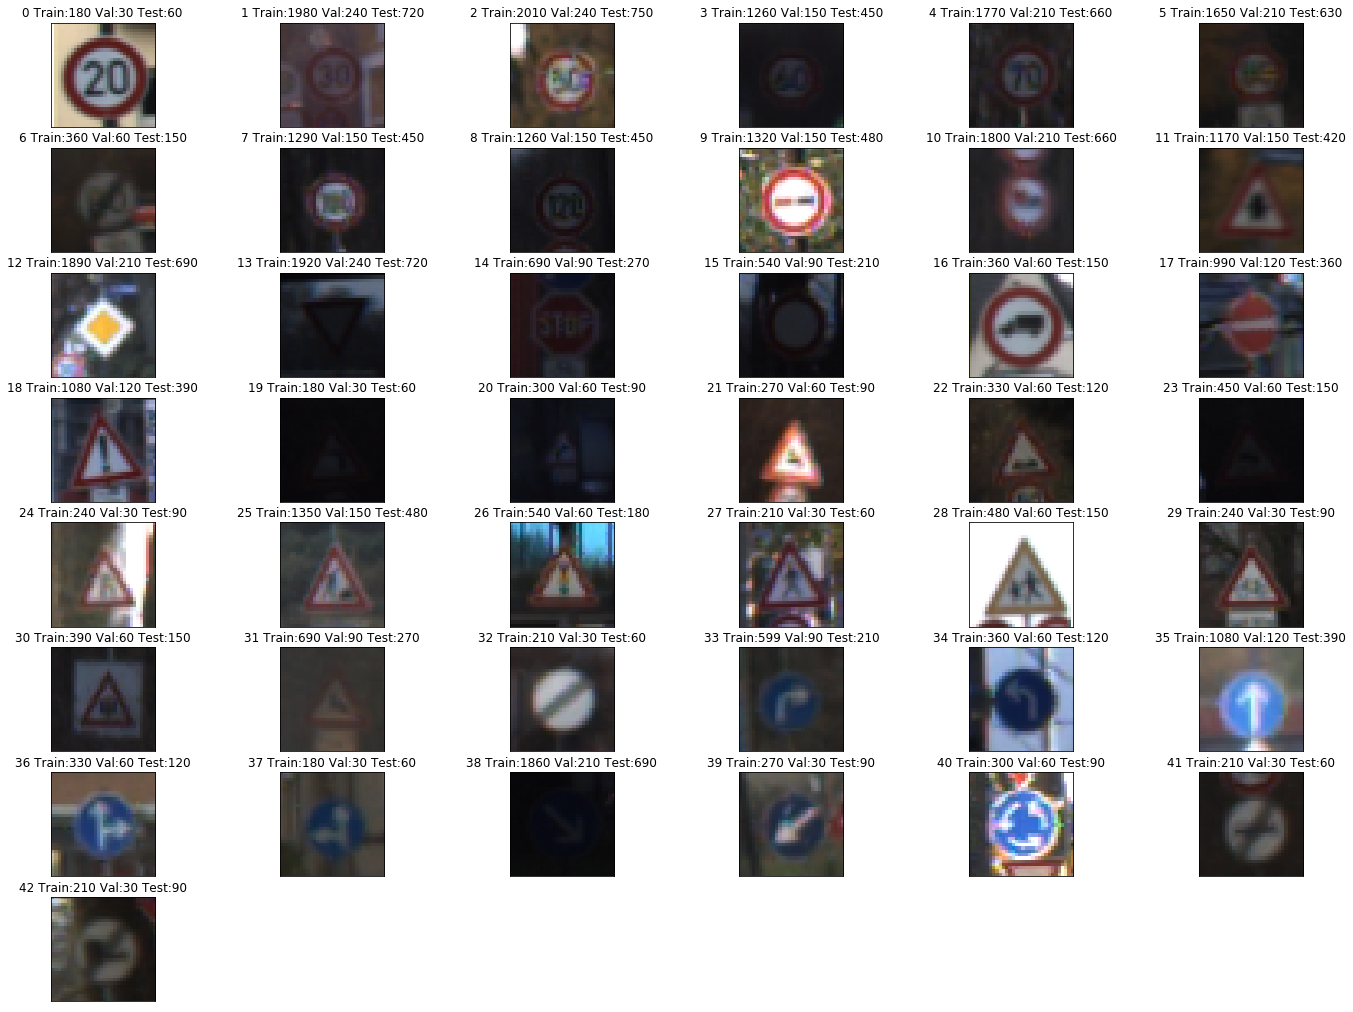 0 Train:180 Val:30 Test:60 1 Train:1980 Val:240 Test:720 2 Train:2010 Val:240 Test:750 3 Train:1260 Val:150 Test:450 4 Train:1770 Val:210 Test:660 5 Train:1650 Val:210 Test:630
20 30 50 60 70
6 Train:360 Val:60 Test:150 7 Train:1290 Val:150 Test:450 8 Train:1260 Val:150 Test:450 9 Train:1320 Val:150 Test:480 10 Train:1800 Val:210 Test:660 11 Train:1170 Val:150 Test:420
12 Train:1890 Val:210 Test:690 13 Train:1920 Val:240 Test:720 14 Train:690 Val:90 Test:270 15 Train:540 Val:90 Test:210 16 Train:360 Val:60 Test:150 17 Train:990 Val:120 Test:360
STOP
18 Train:1080 Val:120 Test:390 19 Train:180 Val:30 Test:60 20 Train:300 Val:60 Test:90 21 Train:270 Val:60 Test:90 22 Train:330 Val:60 Test:120 23 Train:450 Val:60 Test:150
24 Train:240 Val:30 Test:90 25 Train:1350 Val:150 Test:480 26 Train:540 Val:60 Test:180 27 Train:210 Val:30 Test:60 28 Train:480 Val:60 Test:150 29 Train:240 Val:30 Test:90
30 Train:390 Val:60 Test:150 31 Train:690 Val:90 Test:270 32 Train:210 Val:30 Test:60 33 Train:599 Val:90 Test:210 34 Train:360 Val:60 Test:120 35 Train:1080 Val:120 Test:390
36 Train:330 Val:60 Test:120 37 Train:180 Val:30 Test:60 38 Train:1860 Val:210 Test:690 39 Train:270 Val:30 Test:90 40 Train:300 Val:60 Test:90 41 Train:210 Val:30 Test:60
42 Train:210 Val:30 Test:90